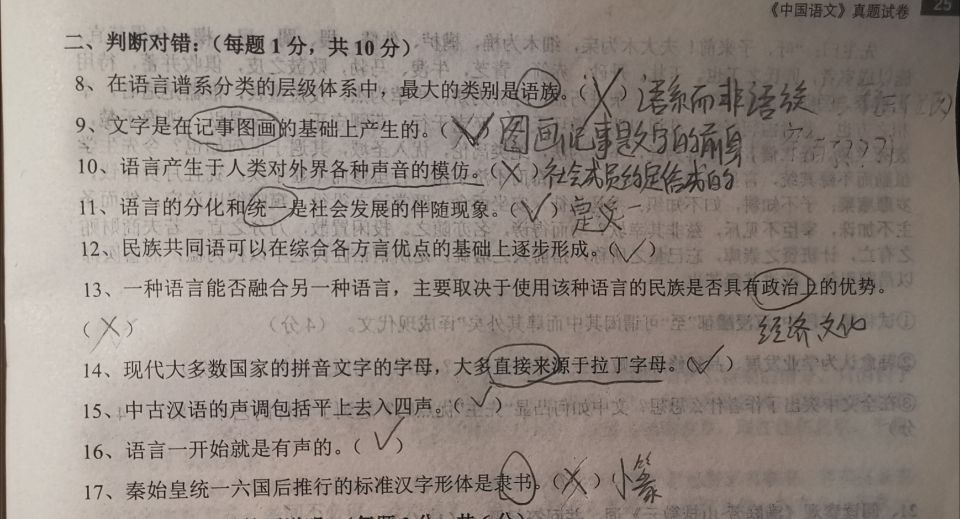 《中国语文》真题试卷 25
二、判断对错：（每题 1 分，共 10 分）
8、在语言谱系分类的层级体系中，最大的类别是语族。（ X ）语系而非语族
9、文字是在记事图画的基础上产生的。（ ）图画记事是文字的前身
10、语言产生于人类对外界各种声音的模仿。（ X ）社会成员约定俗成的
11、语言的分化和统一是社会发展的伴随现象。（ √ ）定义
12、民族共同语可以在综合各方言优点的基础上逐步形成。（ √ ）
13、一种语言能否融合另一种语言，主要取决于使用该种语言的民族是否具有政治上的优势。
（ X ） 经济文化
14、现代大多数国家的拼音文字的字母，大多直接来源于拉丁字母。（ √ ）
15、中古汉语的声调包括平上去入四声。（ √ ）
16、语言一开始就是有声的。（ √ ）
17、秦始皇统一六国后推行的标准汉字形体是隶书。（ X ）小篆